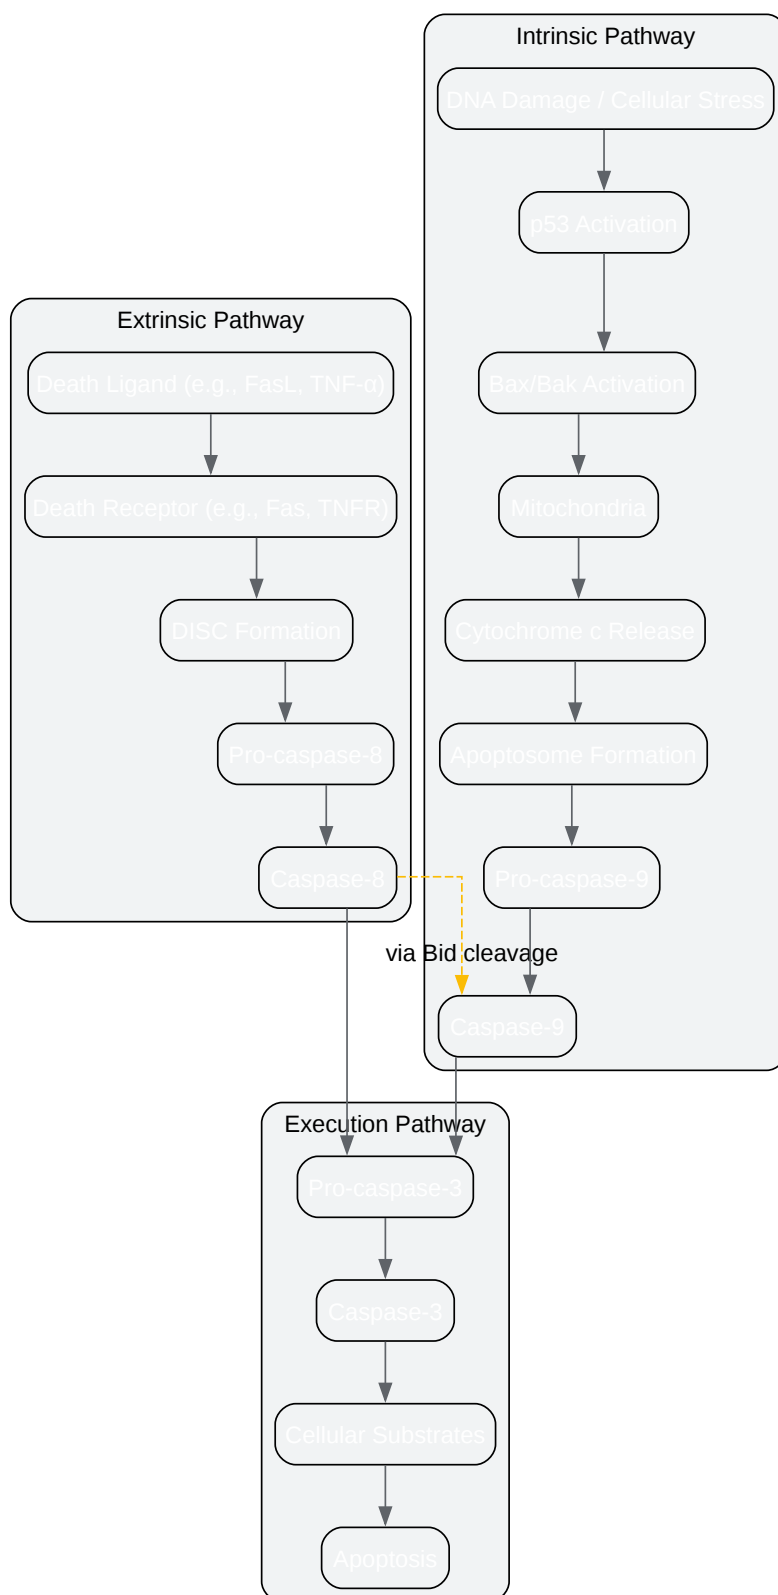 Intrinsic Pathway
DNA Damage / Cellular Stress
p53 Activation
Extrinsic Pathway
Death Ligand (e.g., FasL, TNF-α)
Bax/Bak Activation
Death Receptor (e.g., Fas, TNFR)
Mitochondria
DISC Formation
Cytochrome c Release
Pro-caspase-8
Apoptosome Formation
Caspase-8
Pro-caspase-9
via Bid cleavage
Caspase-9
Execution Pathway
Pro-caspase-3
Caspase-3
Cellular Substrates
Apoptosis